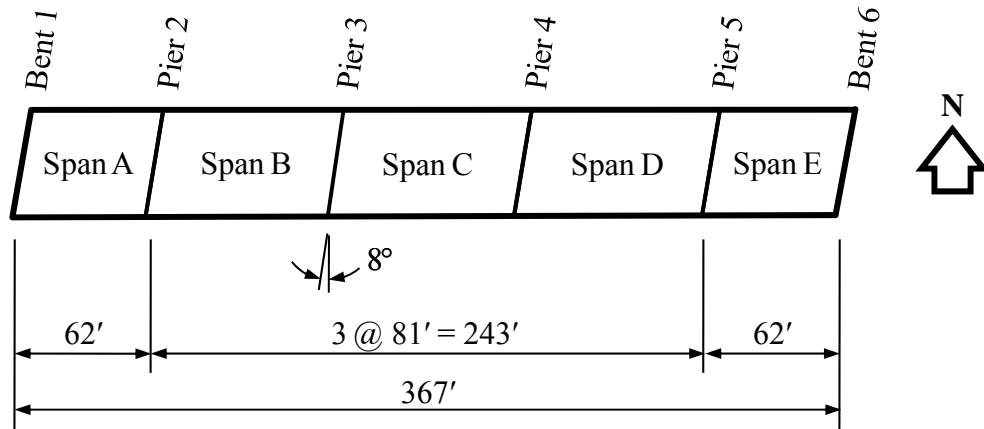 Bent 1
Pier 2
Pier 3
Pier 4
Pier 5
Bent 6
N
Span A
Span B
Span C
Span D
Span E
8°
62′
3 @ 81′ = 243′
62′
367′